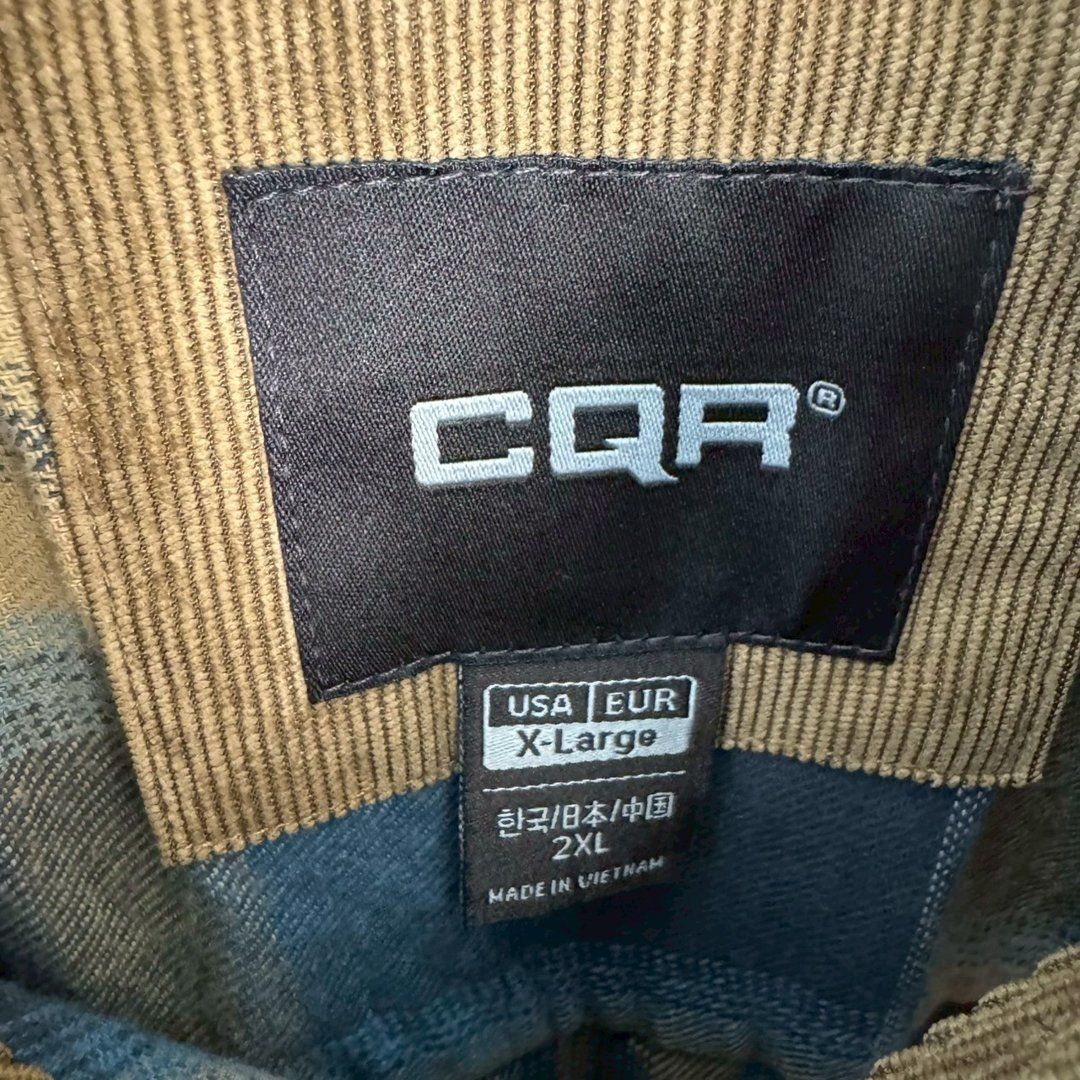 CQR®
USA | EUR
X-Large
한국/日本/中国
2XL
MADE IN VIETNAM